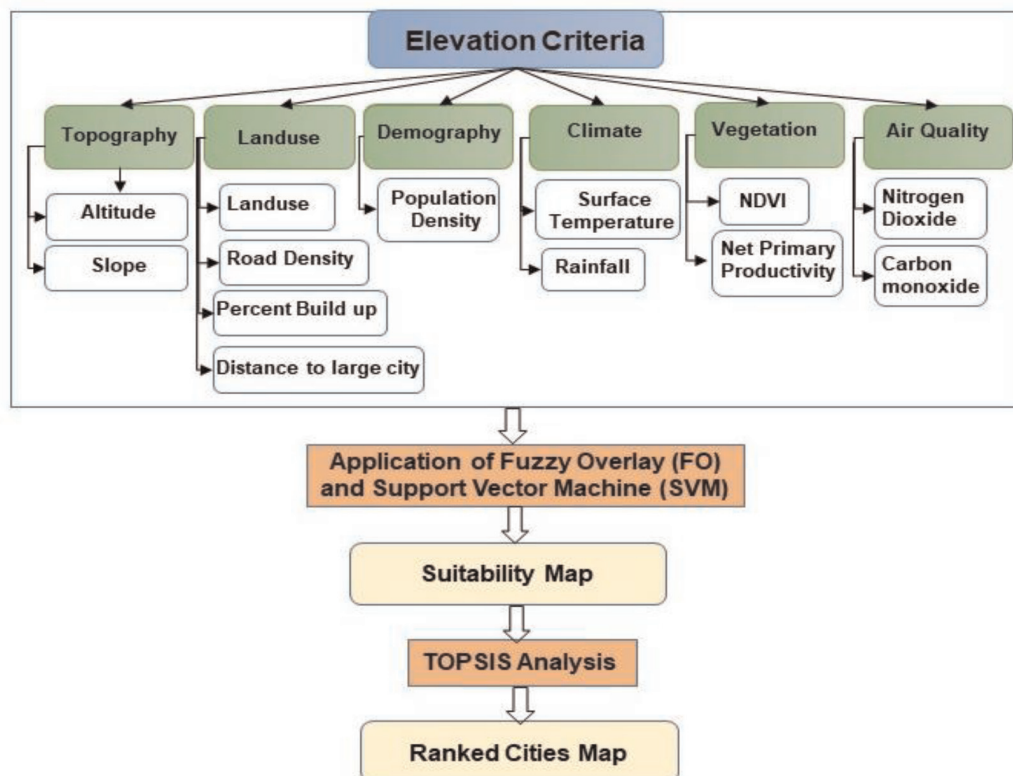 Elevation Criteria
Topography
Landuse
Demography
Climate
Vegetation
Air Quality
Altitude
Slope
Landuse
Road Density
Percent Build up
Distance to large city
Population
Density
Surface
Temperature
Rainfall
NDVI
Net Primary
Productivity
Nitrogen
Dioxide
Carbon
monoxide
Application of Fuzzy Overlay (FO)
and Support Vector Machine (SVM)
Suitability Map
TOPSIS Analysis
Ranked Cities Map